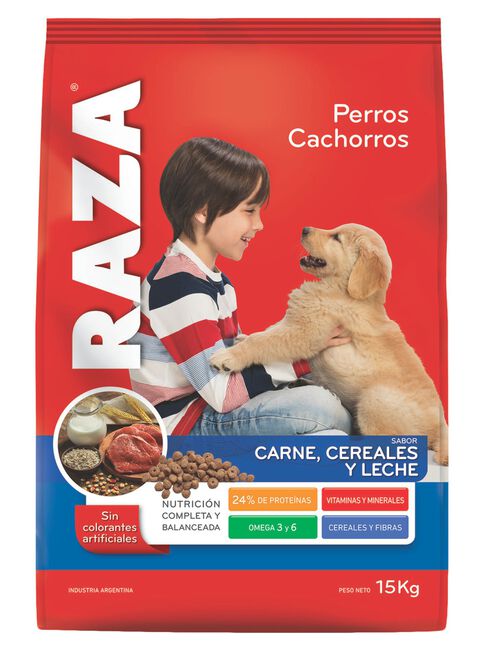 RAZA®
Perros
Cachorros
SABOR
CARNE, CEREALES
Y LECHE
Sin
colorantes
artificiales
NUTRICIÓN
COMPLETA Y
BALANCEADA
24% DE PROTEÍNAS
VITAMINAS Y MINERALES
OMEGA 3 y 6
CEREALES Y FIBRAS
INDUSTRIA ARGENTINA
PESO NETO 15Kg